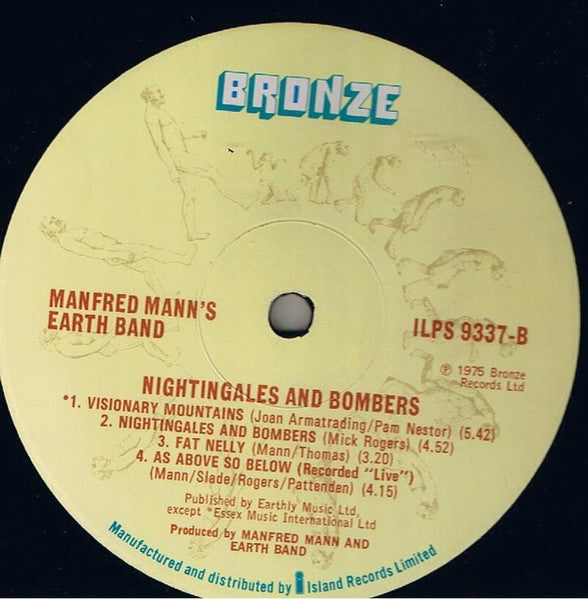 BRONZE
MANFRED MANN'S
EARTH BAND
ILPS 9337-B
℗ 1975 Bronze
Records Ltd
NIGHTINGALES AND BOMBERS
*1. VISIONARY MOUNTAINS (Joan Armatrading/Pam Nestor) (5.42)
2. NIGHTINGALES AND BOMBERS (Mick Rogers) (4.52)
3. FAT NELLY (Mann/Thomas) (3.20)
4. AS ABOVE SO BELOW (Recorded "Live")
(Mann/Slade/Rogers/Pattenden) (4.15)
Published by Earthly Music Ltd,
except *Essex Music International Ltd
Produced by MANFRED MANN AND
EARTH BAND
Manufactured and distributed by i Island Records Limited